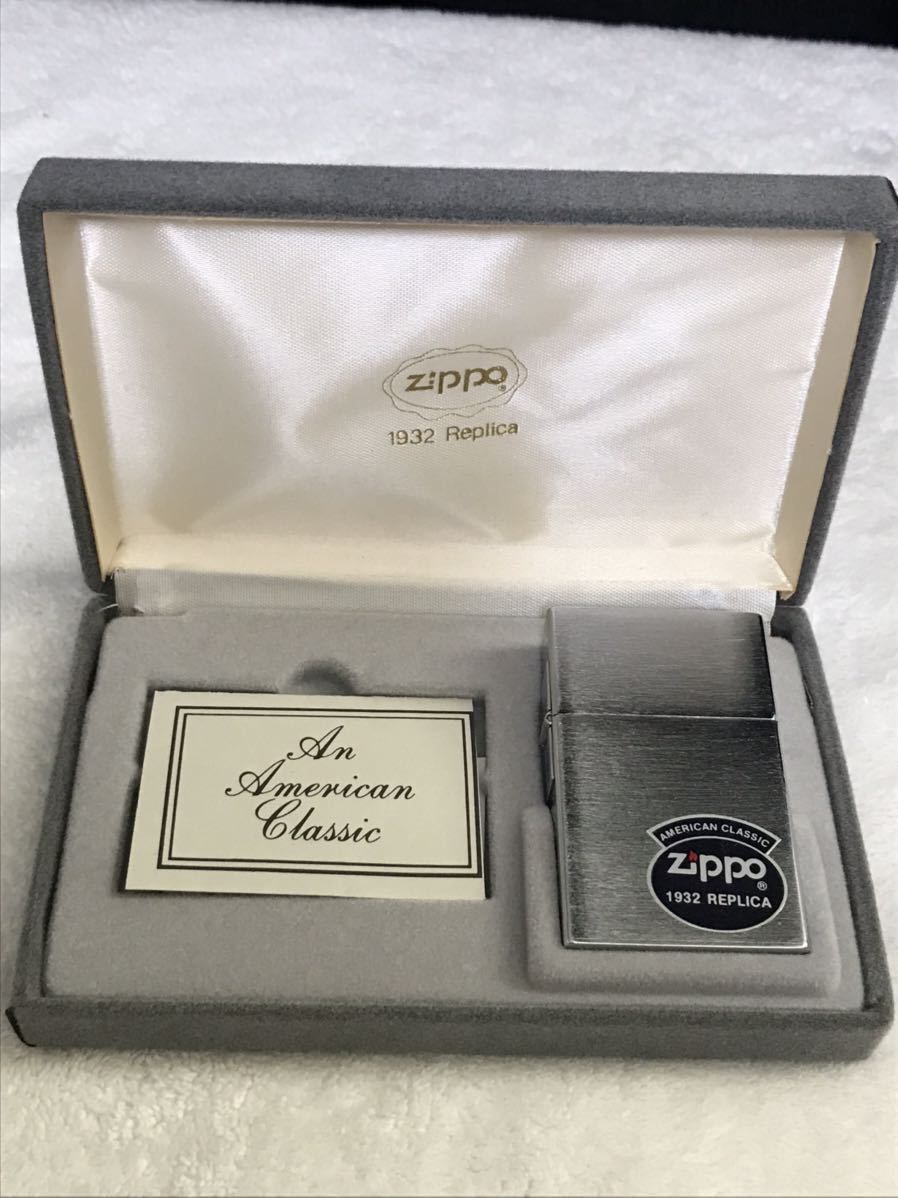 Zippo®
1932 Replica
An
American
Classic
AMERICAN CLASSIC
Zippo®
1932 REPLICA